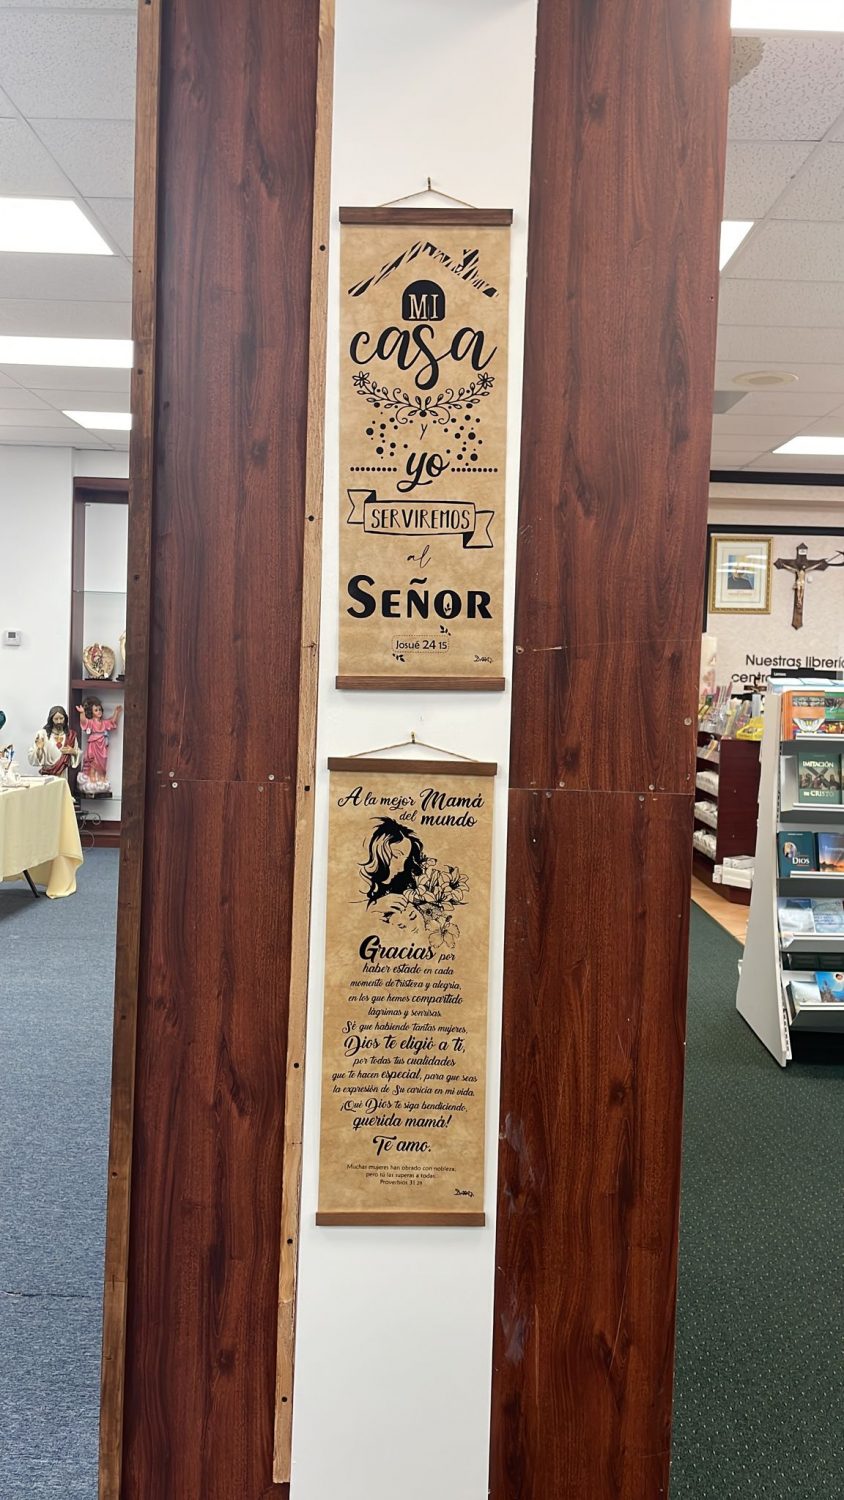 MI
casa
y
yo
SERVIREMOS
al
SEÑOR
Josué 24 15
A la mejor Mamá
del mundo
Gracias por
haber estado en cada
momento de tristeza y alegría,
en los que hemos compartido
lágrimas y sonrisas.
Sé que habiendo tantas mujeres,
Dios te eligió a ti,
por todas tus cualidades
que te hacen especial, para que seas
la expresión de Su caricia en mi vida.
¡Qué Dios te siga bendiciendo,
querida mamá!
Te amo.
Muchas mujeres han obrado con nobleza,
pero tú las superas a todas.
Proverbios 31 29
Nuestras librerí
centr
IMITACIÓN
DE CRISTO
DIOS